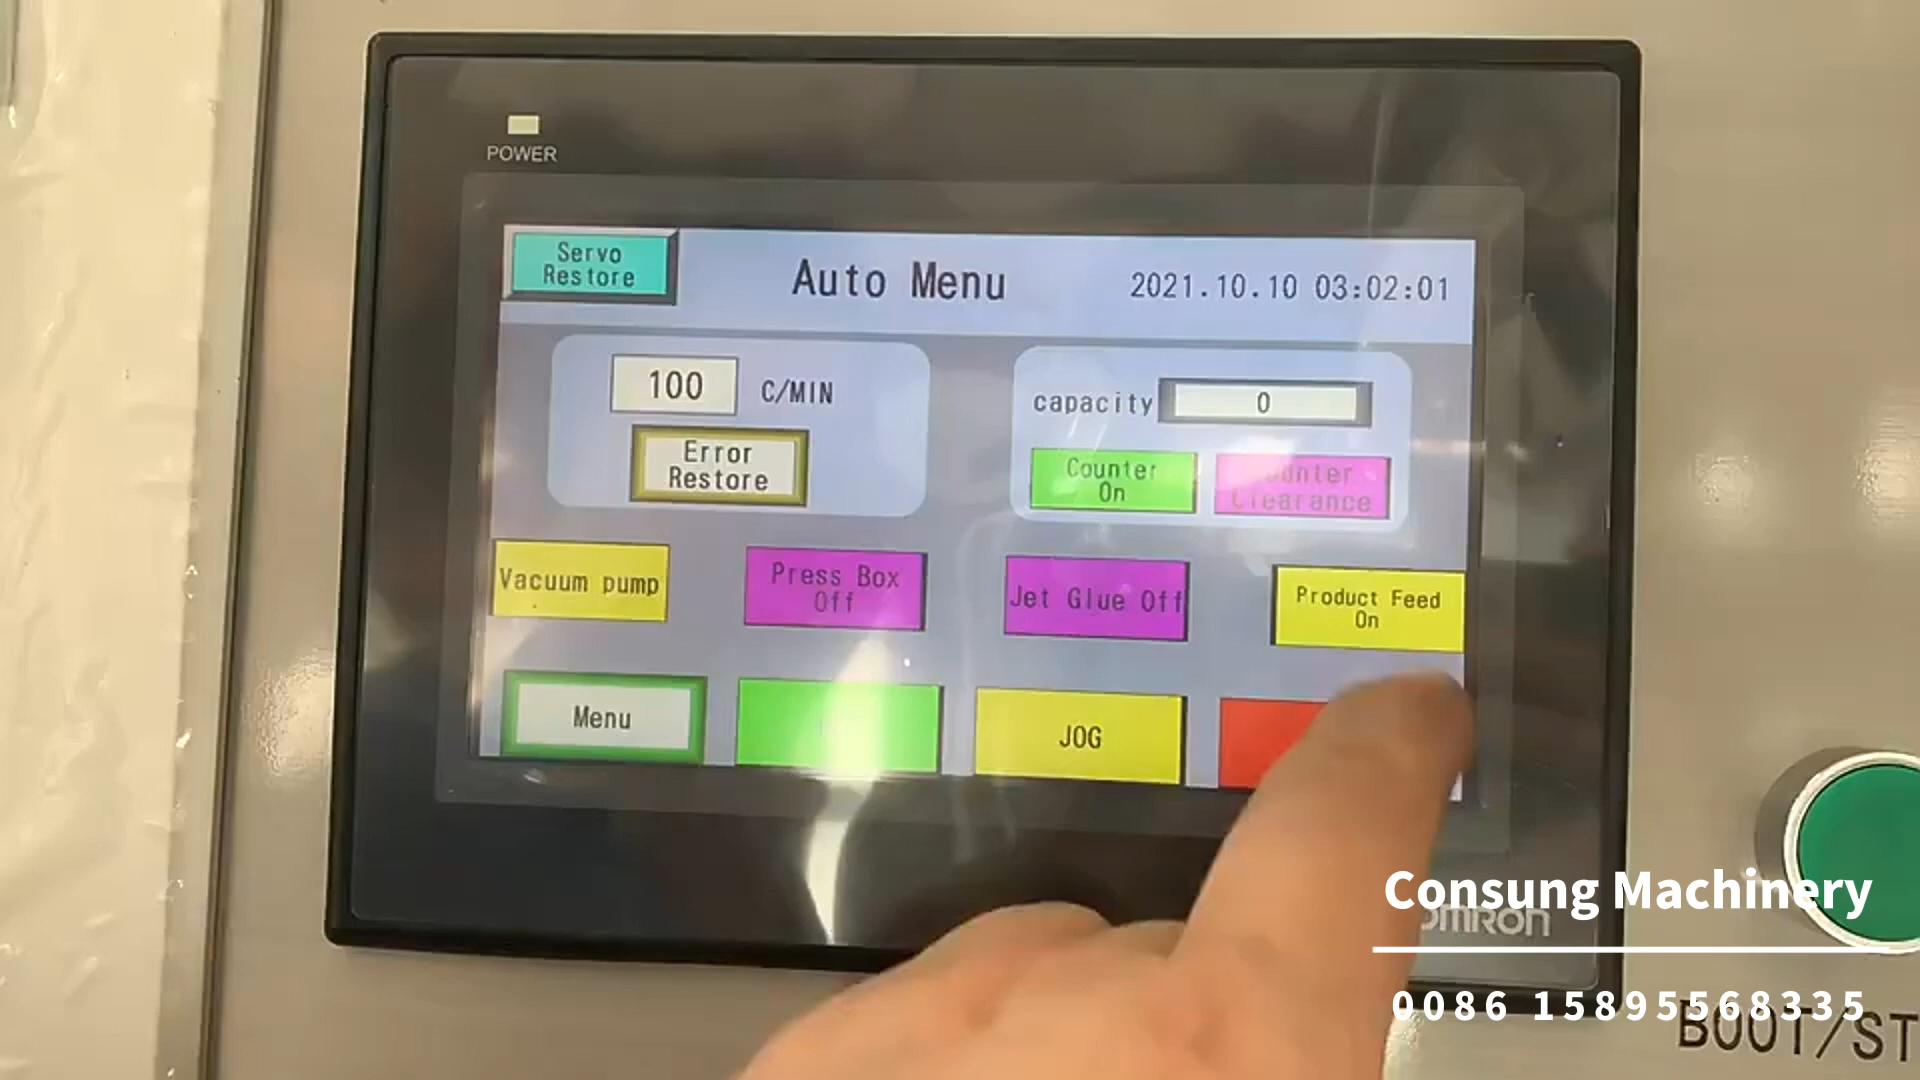 POWER
Servo
Restore
Auto Menu
2021.10.10 03:02:01
100 C/MIN
Error
Restore
capacity 0
Counter
On
Counter
Clearance
Vacuum pump
Press Box
Off
Jet Glue Off
Product Feed
On
Menu
JOG
Consung Machinery
OMRON
0086 15895568335
BOOT/ST